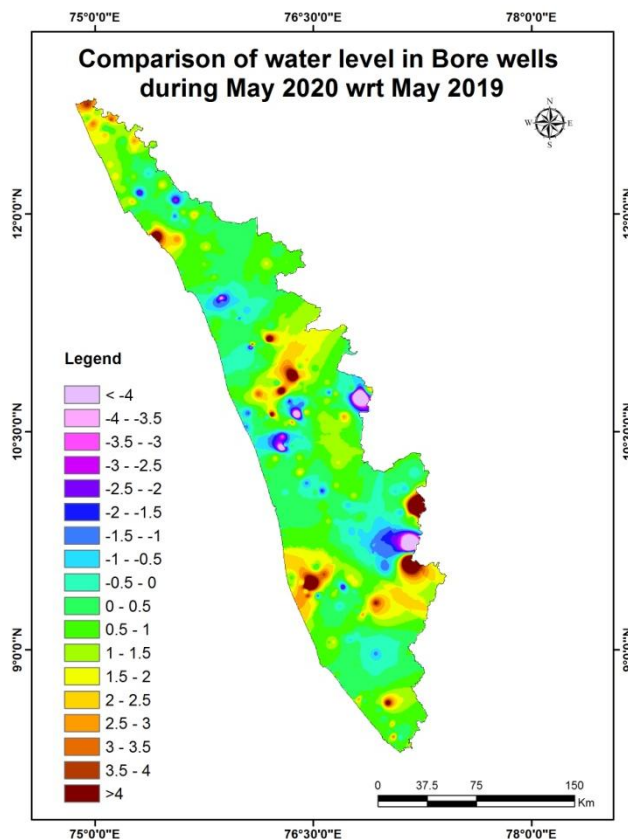 75°0'0"E 76°30'0"E 78°0'0"E
Comparison of water level in Bore wells
during May 2020 wrt May 2019
N
W E
S
12°0'0"N 12°0'0"N
Legend
< -4
-4 - -3.5
-3.5 - -3
-3 - -2.5
-2.5 - -2
-2 - -1.5
-1.5 - -1
-1 - -0.5
-0.5 - 0
0 - 0.5
0.5 - 1
1 - 1.5
1.5 - 2
2 - 2.5
2.5 - 3
3 - 3.5
3.5 - 4
>4
10°30'0"N 10°30'0"N
9°0'0"N 9°0'0"N
0 37.5 75 150
Km
75°0'0"E 76°30'0"E 78°0'0"E